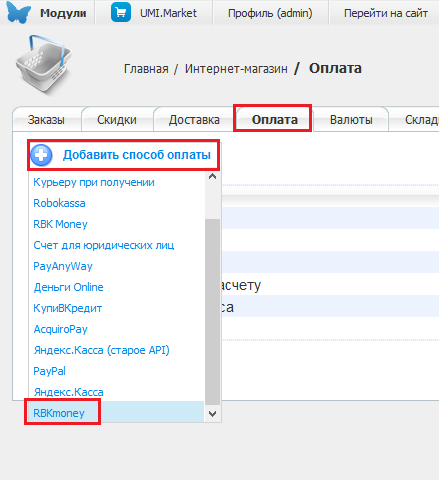 Модули UMI.Market Профиль (admin) Перейти на сайт
Главная / Интернет-магазин / Оплата
Заказы Скидки Доставка Оплата Валюты Склад
Добавить способ оплаты
Курьеру при получении
Robokassa
RBK Money
Счет для юридических лиц
PayAnyWay
Деньги Online
асчету
КупиВКредит
са
AcquiroPay
Яндекс.Касса (старое API)
PayPal
Яндекс.Касса
RBKmoney